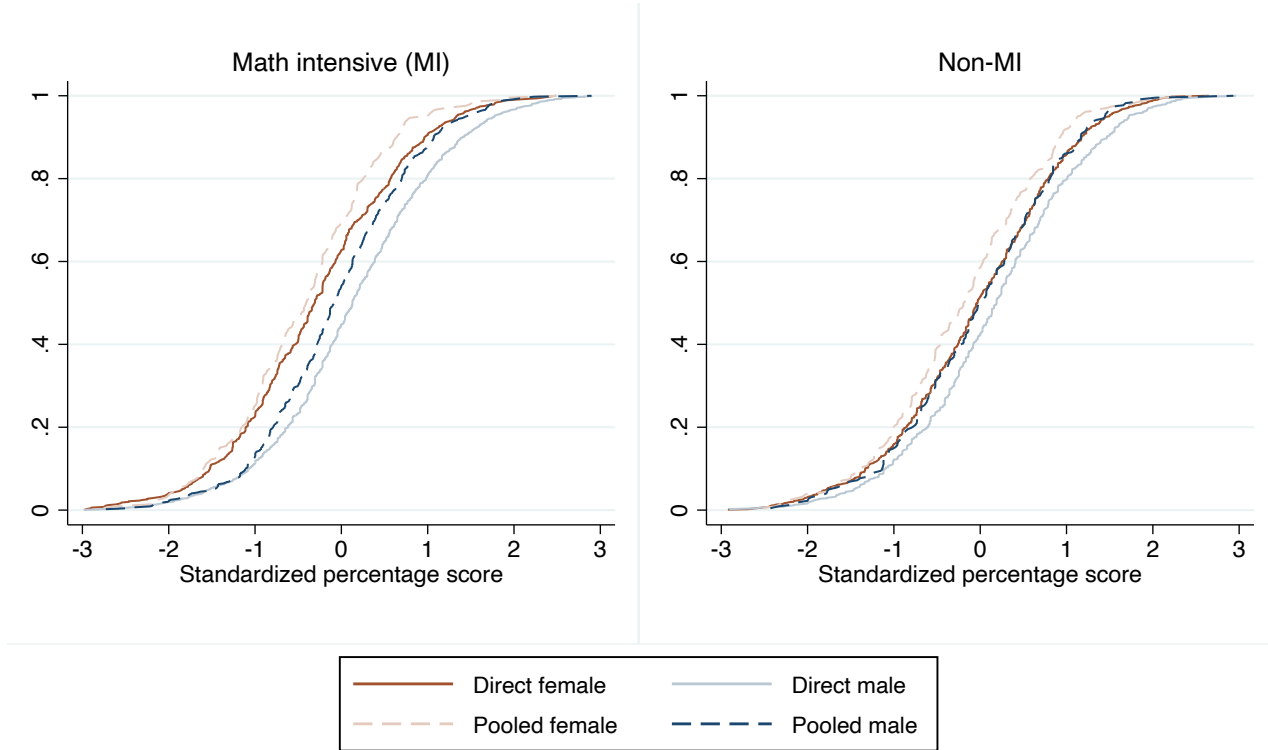 Math intensive (MI)
Non-MI
1
.8
.6
.4
.2
0
-3 -2 -1 0 1 2 3
Standardized percentage score
1
.8
.6
.4
.2
0
-3 -2 -1 0 1 2 3
Standardized percentage score
Direct female Direct male
Pooled female Pooled male